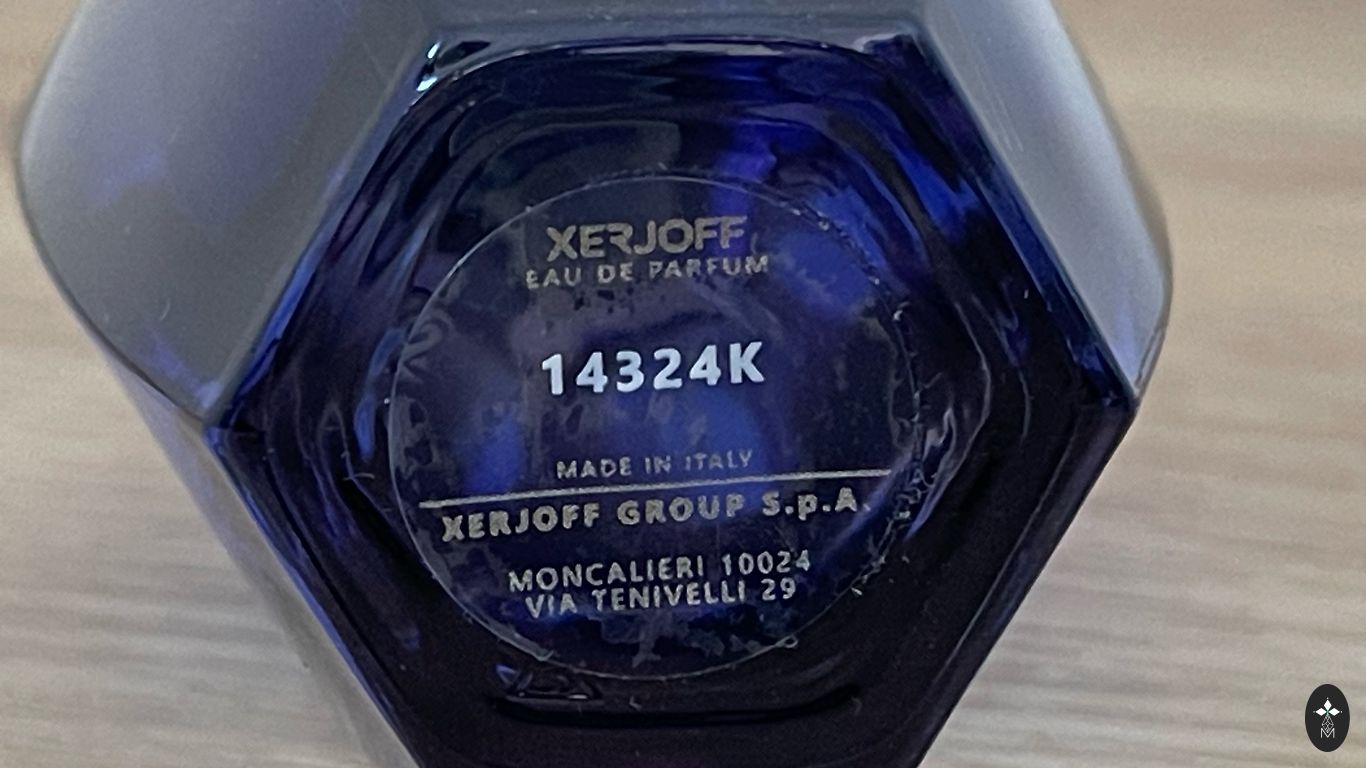 XERJOFF
EAU DE PARFUM
14324K
MADE IN ITALY
XERJOFF GROUP S.p.A.
MONCALIERI 10024
VIA TENIVELLI 29
M